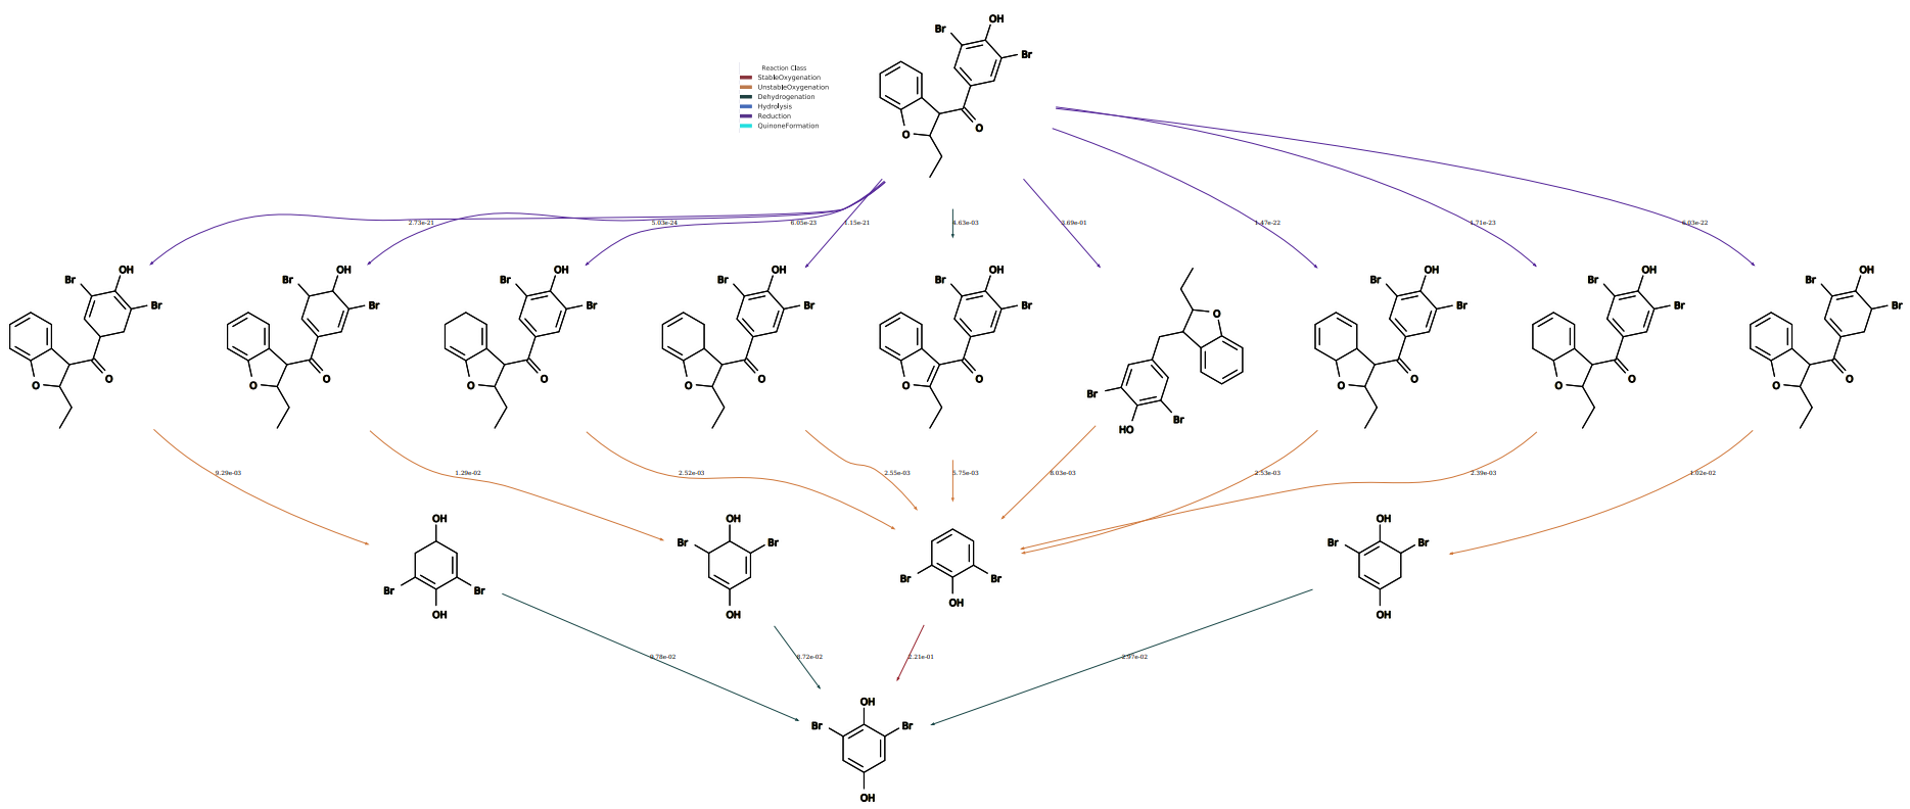 OH
Br
Br
O
O
Reaction Class
StableOxygenation
UnstableOxygenation
Dehydrogenation
Hydrolysis
Reduction
QuinoneFormation
2.73e-21
5.03e-24
6.05e-23
1.15e-21
4.63e-03
3.69e-01
1.47e-22
1.71e-23
6.03e-22
OH
Br
Br
O
O
OH
Br
Br
O
O
OH
Br
Br
O
O
OH
Br
Br
O
O
OH
Br
Br
O
O
O
Br
Br
HO
OH
Br
Br
O
O
OH
Br
Br
O
O
OH
Br
Br
O
O
9.29e-03
1.29e-02
2.52e-03
2.55e-03
5.75e-03
8.03e-03
2.53e-03
2.39e-03
1.02e-02
OH
Br
Br
OH
OH
Br
Br
OH
Br
Br
OH
OH
Br
Br
OH
9.78e-02
8.72e-02
2.21e-01
2.97e-02
OH
Br
Br
OH